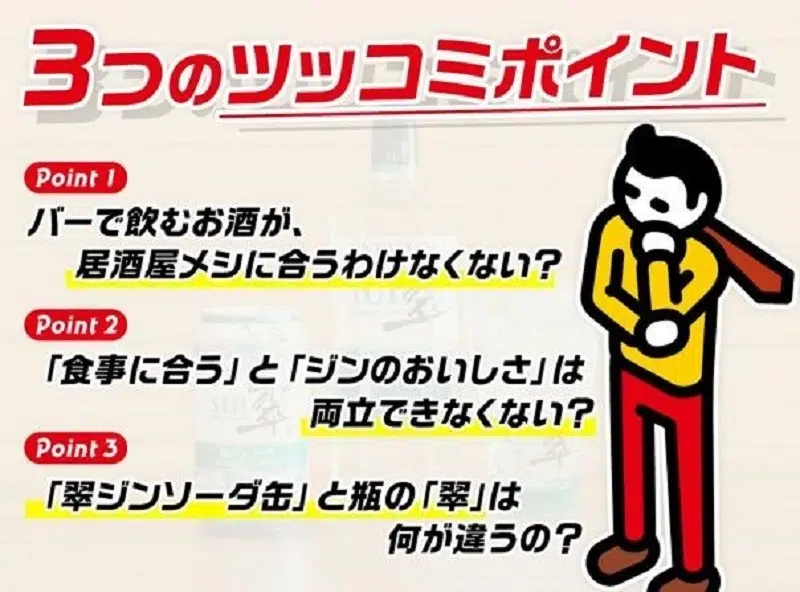 3つのツッコミポイント
Point 1
バーで飲むお酒が、
居酒屋メシに合うわけなくない?
Point 2
「食事に合う」と「ジンのおいしさ」は
両立できなくない?
Point 3
「翠ジンソーダ缶」と瓶の「翠」は
何が違うの?
SUI
翠